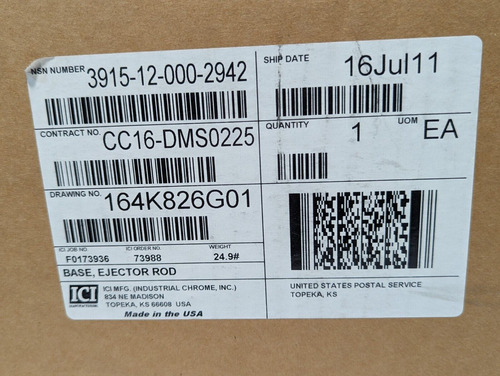 NSN NUMBER 3915-12-000-2942
SHIP DATE 16Jul11
CONTRACT NO. CC16-DMS0225
QUANTITY 1 UOM EA
DRAWING NO. 164K826G01
ICI JOB NO ICI ORDER NO. WEIGHT
F0173936 73988 24.9#
BASE, EJECTOR ROD
ICI
ICI MFG. (INDUSTRIAL CHROME, INC.)
834 NE MADISON
TOPEKA, KS 66608 USA
Made in the USA
UNITED STATES POSTAL SERVICE
TOPEKA, KS